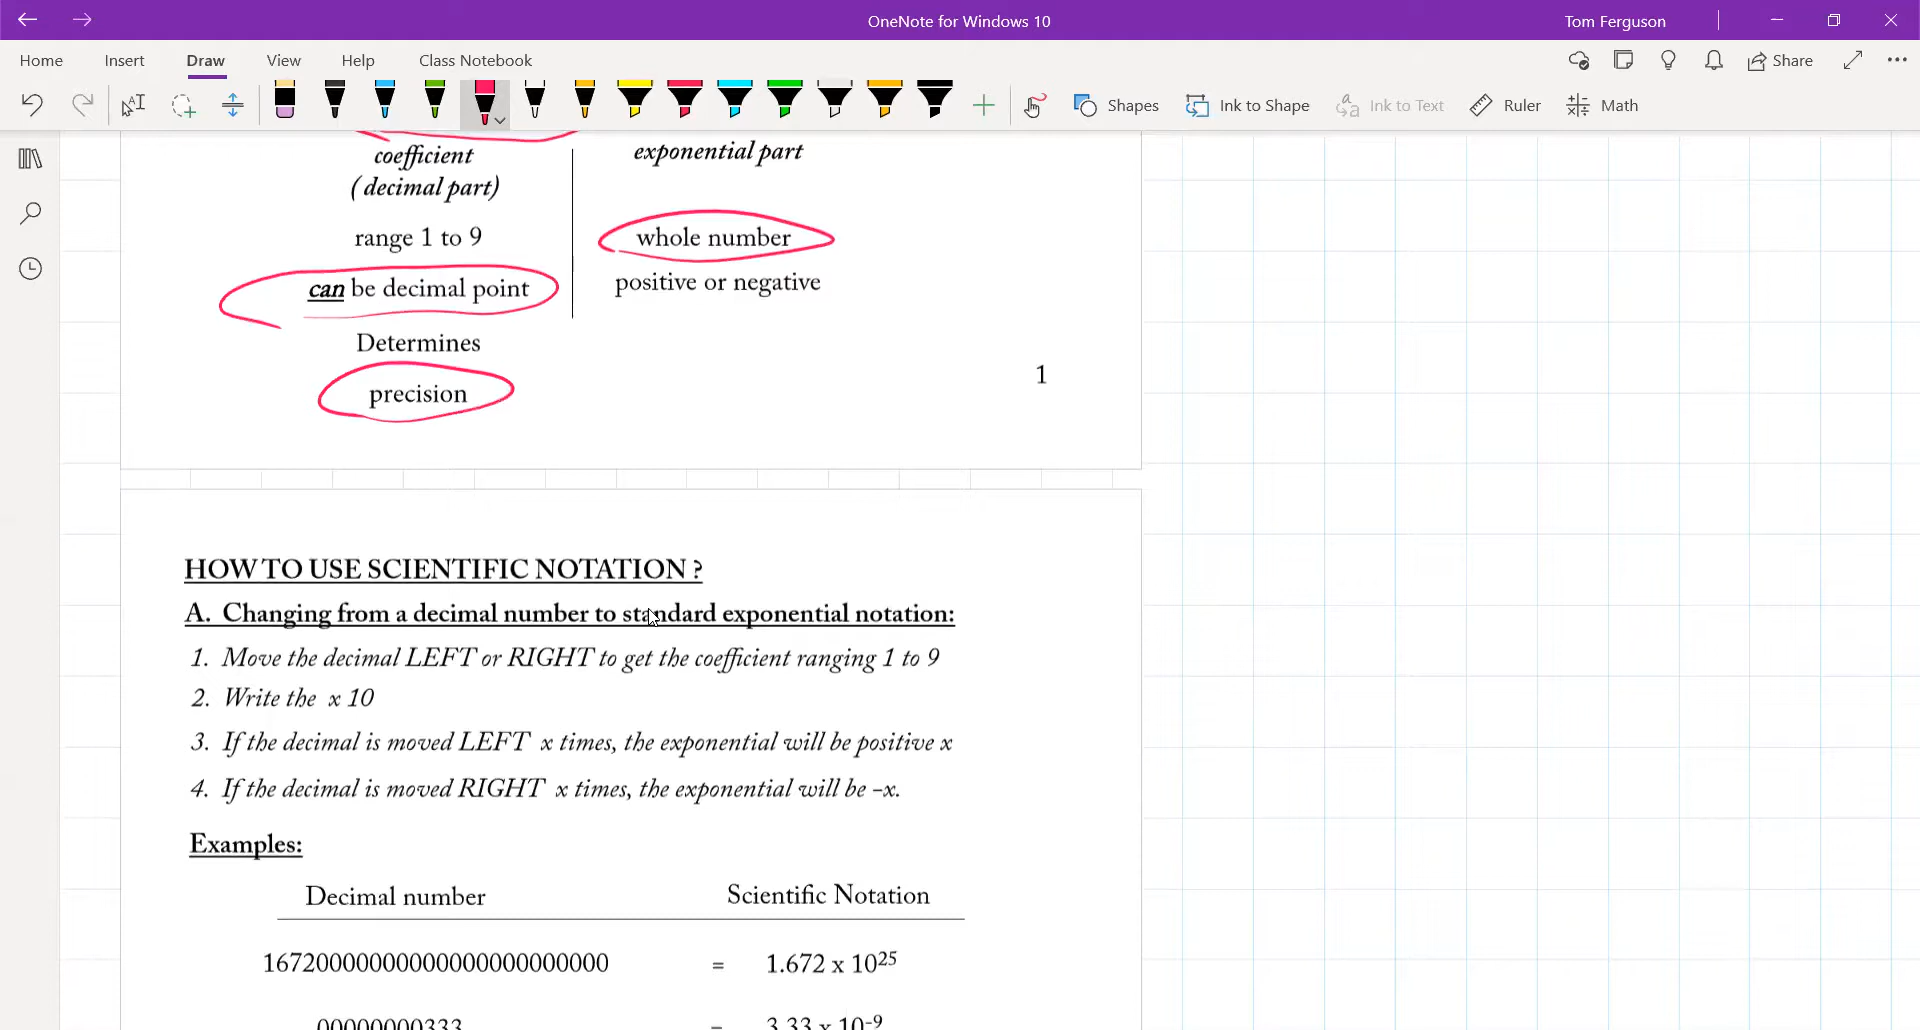 OneNote for Windows 10
Tom Ferguson
Home Insert Draw View Help Class Notebook
Share
Shapes Ink to Shape Ink to Text Ruler Math
coefficient
(decimal part)
exponential part
range 1 to 9
whole number
can be decimal point
positive or negative
Determines
precision
1
HOW TO USE SCIENTIFIC NOTATION ?
A. Changing from a decimal number to standard exponential notation:
1. Move the decimal LEFT or RIGHT to get the coefficient ranging 1 to 9
2. Write the x 10
3. If the decimal is moved LEFT x times, the exponential will be positive x
4. If the decimal is moved RIGHT x times, the exponential will be -x.
Examples:
Decimal number Scientific Notation
= 1.672 x 10²⁵
.00000000333 = 3.33 x 10⁻⁹